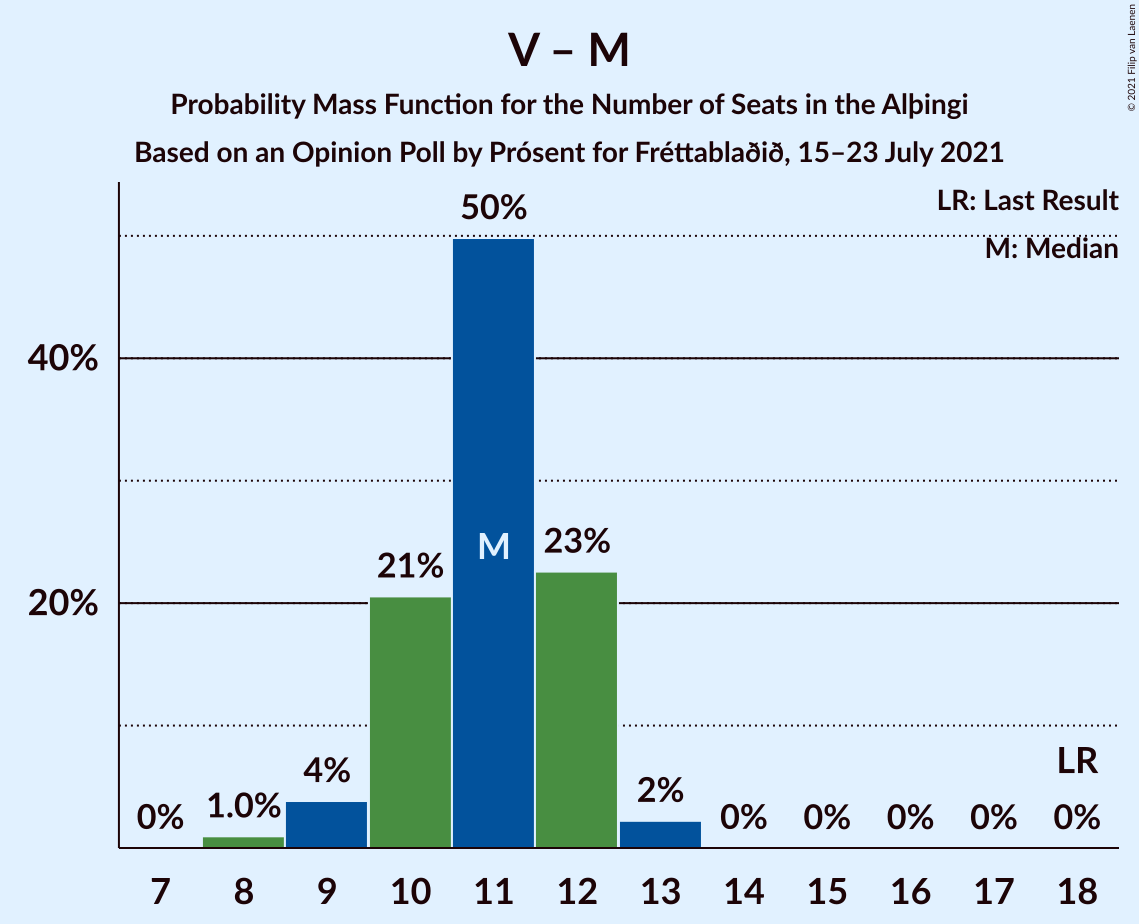 V – M
Probability Mass Function for the Number of Seats in the Alþingi
Based on an Opinion Poll by Prósent for Fréttablaðið, 15–23 July 2021
© 2021 Filip van Laenen
LR: Last Result
M: Median
50%
40%
M
23%
21%
20%
LR
4%
2%
1.0%
0% 0% 0% 0% 0% 0%
7 8 9 10 11 12 13 14 15 16 17 18